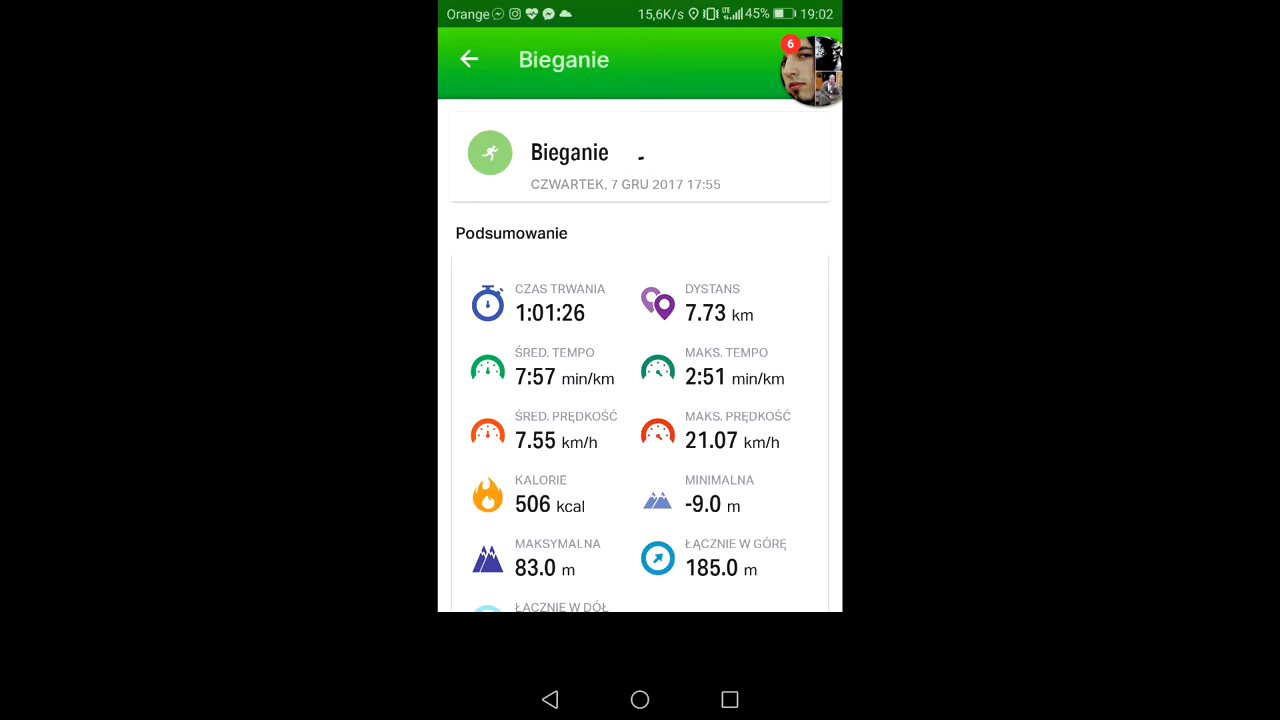 Orange 15,6K/s LTE 45% 19:02
Bieganie 6
Bieganie -
CZWARTEK, 7 GRU 2017 17:55
Podsumowanie
CZAS TRWANIA DYSTANS
1:01:26 7.73 km
ŚRED. TEMPO MAKS. TEMPO
7:57 min/km 2:51 min/km
ŚRED. PRĘDKOŚĆ MAKS. PRĘDKOŚĆ
7.55 km/h 21.07 km/h
KALORIE MINIMALNA
506 kcal -9.0 m
MAKSYMALNA ŁĄCZNIE W GÓRĘ
83.0 m 185.0 m
ŁĄCZNIE W DÓŁ